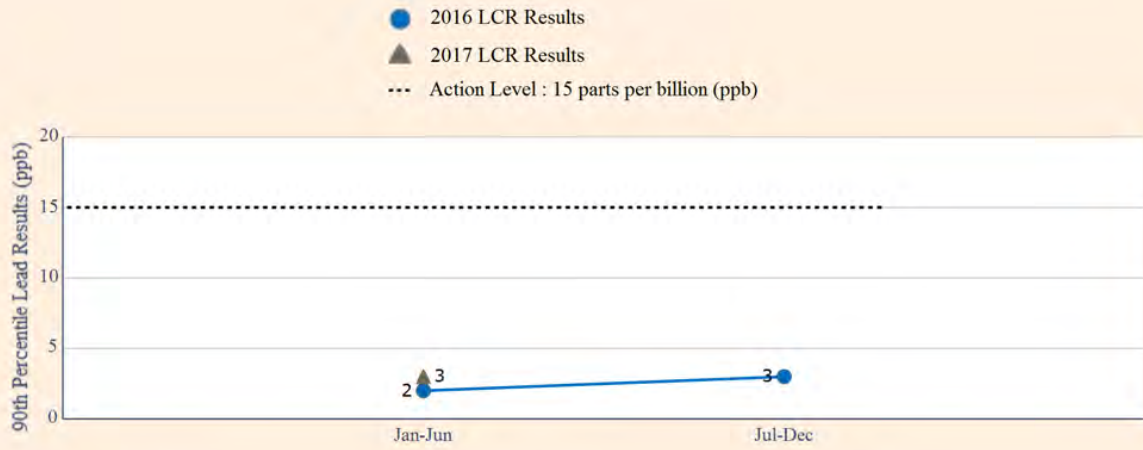 2016 LCR Results
2017 LCR Results
Action Level : 15 parts per billion (ppb)
90th Percentile Lead Results (ppb)
20
15
10
5
0
2
3
3
Jan-Jun
Jul-Dec